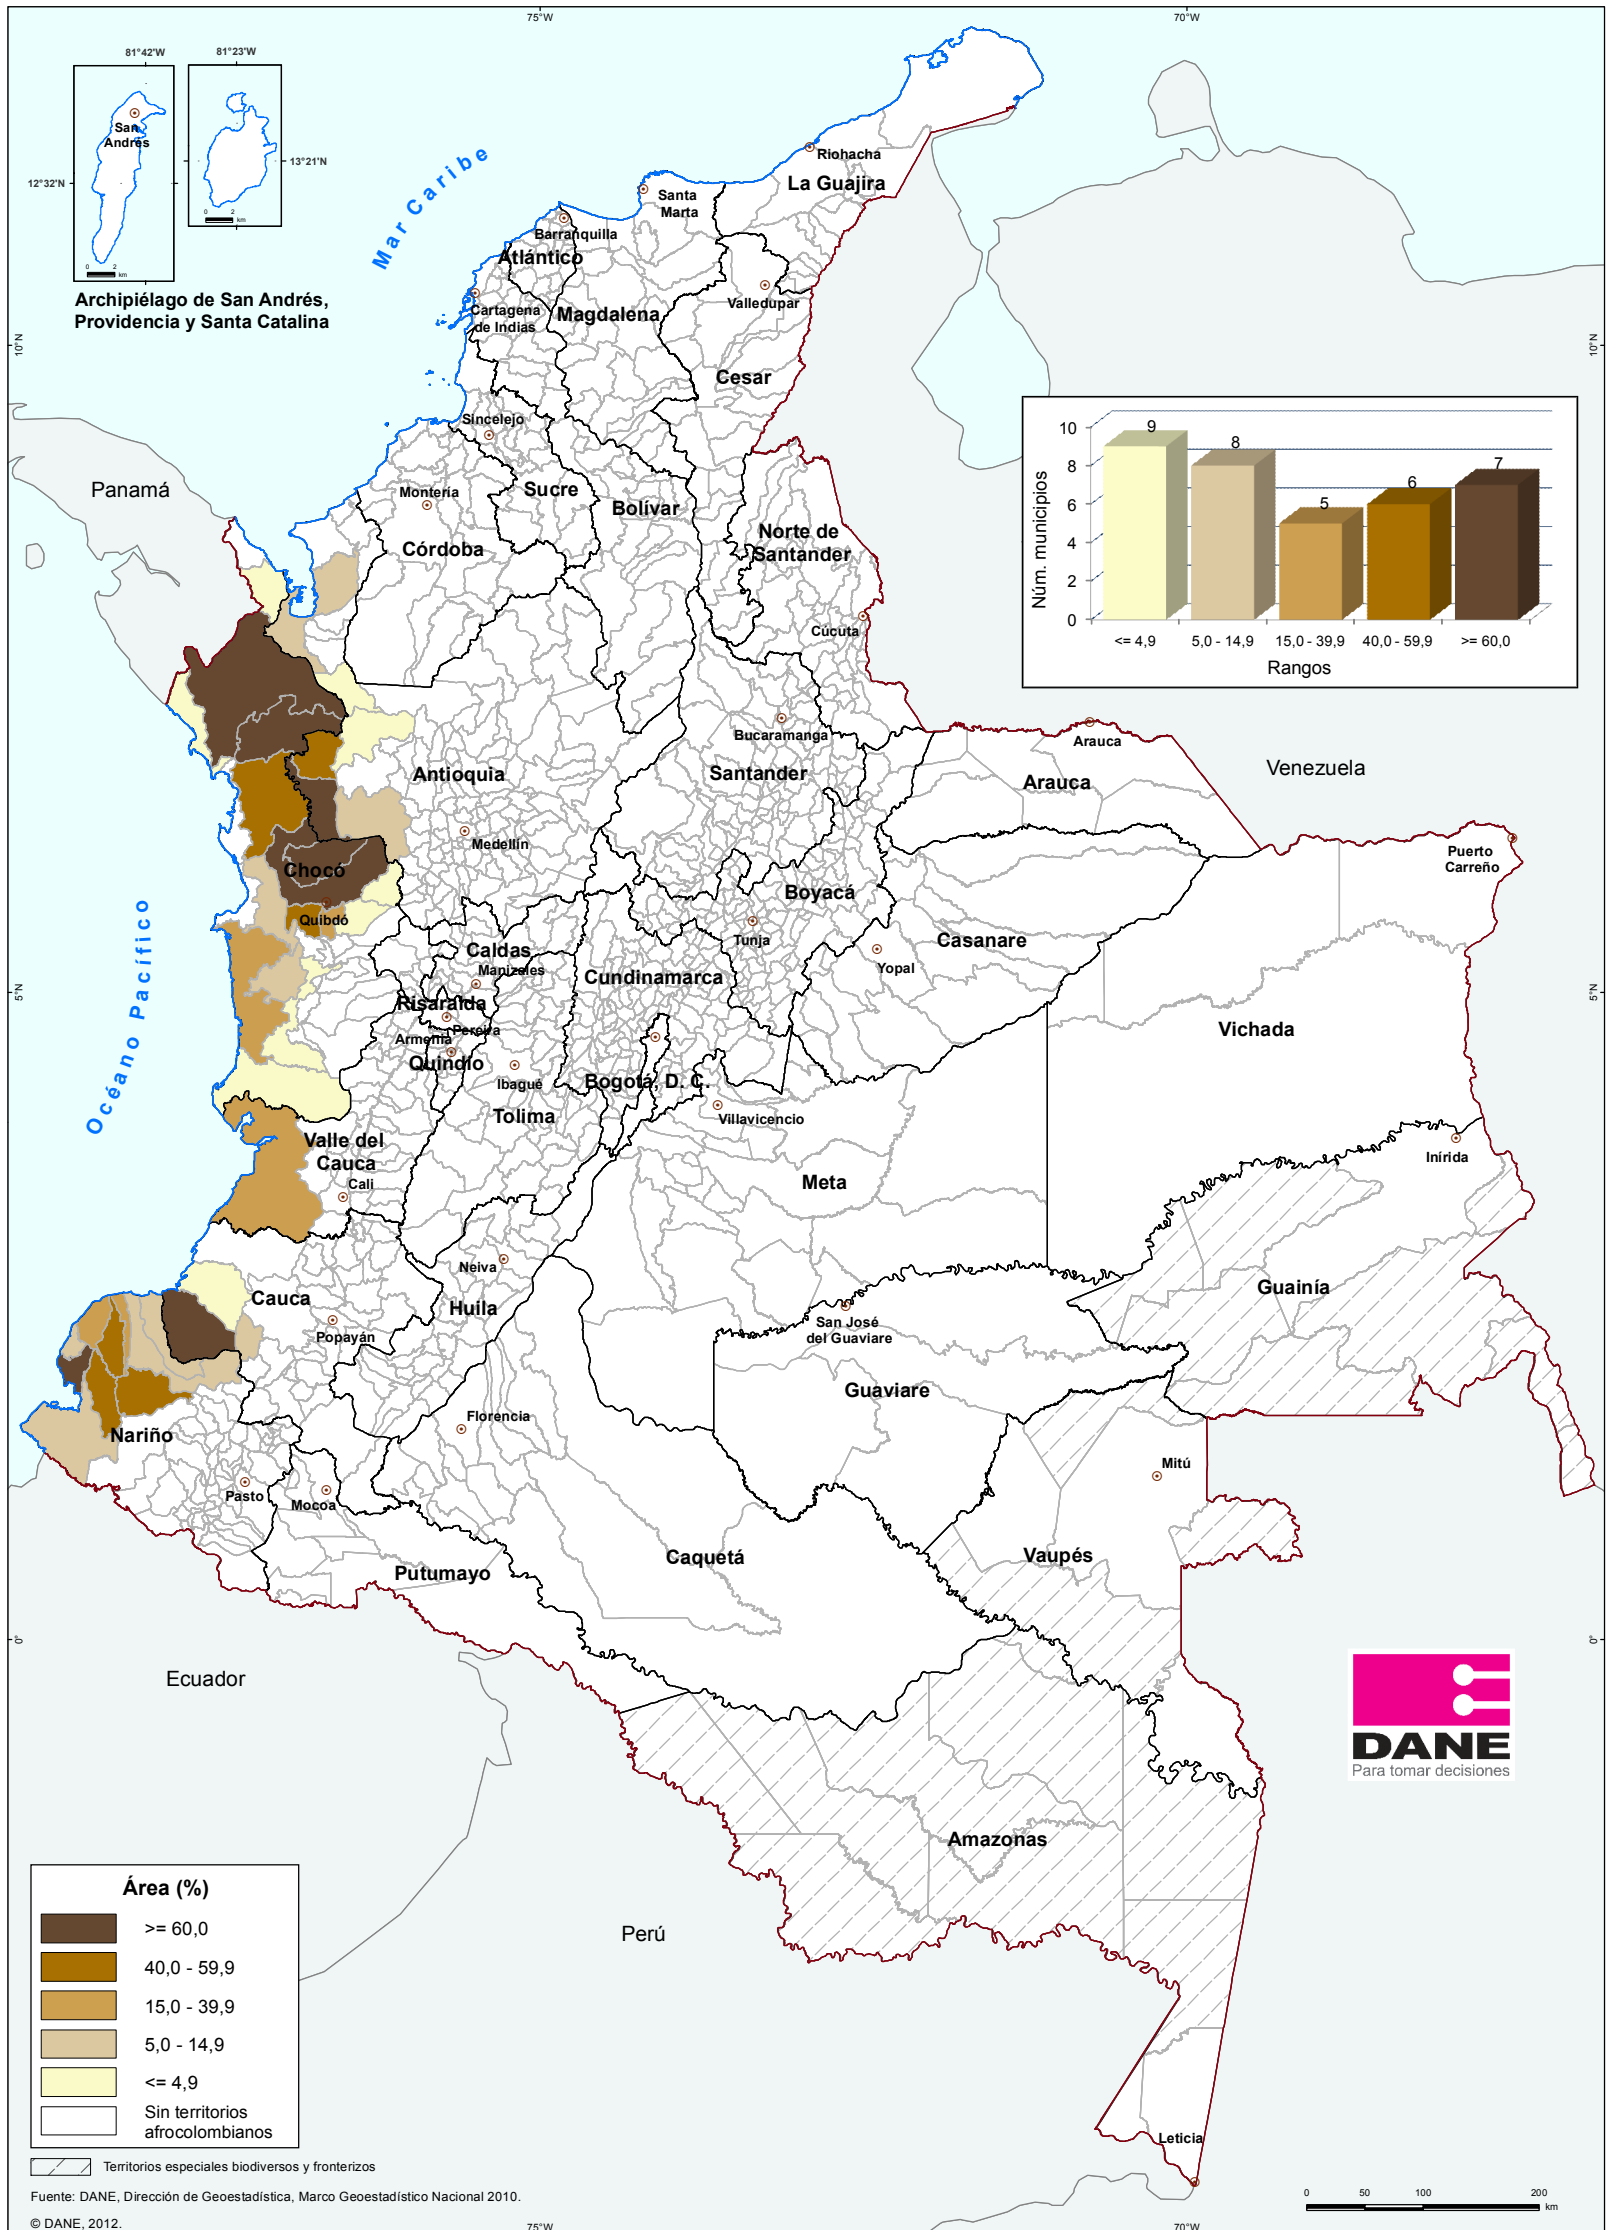 75°W
70°W
81°42'W
81°23'W
San
Andrés
13°21'N
12°32'N
0 2 km
0 2 km
Archipiélago de San Andrés,
Providencia y Santa Catalina
Mar Caribe
Riohacha
La Guajira
Santa
Marta
Barranquilla
Atlántico
Cartagena
de Indias
Magdalena
Valledupar
10°N
10°N
Cesar
Sincelejo
Panamá
Montería
Sucre
Bolívar
Córdoba
Norte de
Santander
Cúcuta
Núm. municipios
10
8
6
4
2
0
9
8
5
6
7
<= 4,9
5,0 - 14,9
15,0 - 39,9
40,0 - 59,9
>= 60,0
Rangos
Bucaramanga
Antioquia
Santander
Arauca
Arauca
Venezuela
Medellín
Chocó
Quibdó
Boyacá
Puerto
Carreño
Tunja
Casanare
Yopal
Caldas
Manizales
Cundinamarca
Océano Pacífico
5°N
5°N
Risaralda
Pereira
Armenia
Quindío
Ibagué
Bogotá, D. C.
Tolima
Villavicencio
Vichada
Valle del
Cauca
Cali
Meta
Inírida
Neiva
Cauca
Huila
Popayán
San José
del Guaviare
Guainía
Guaviare
Florencia
Nariño
Mitú
Pasto
Mocoa
Caquetá
Vaupés
Putumayo
0°
0°
Ecuador
DANE
Para tomar decisiones
Amazonas
Perú
Leticia
Área (%)
>= 60,0
40,0 - 59,9
15,0 - 39,9
5,0 - 14,9
<= 4,9
Sin territorios
afrocolombianos
Territorios especiales biodiversos y fronterizos
Fuente: DANE, Dirección de Geoestadística, Marco Geoestadístico Nacional 2010.
© DANE, 2012.
0 50 100 200
km
75°W
70°W